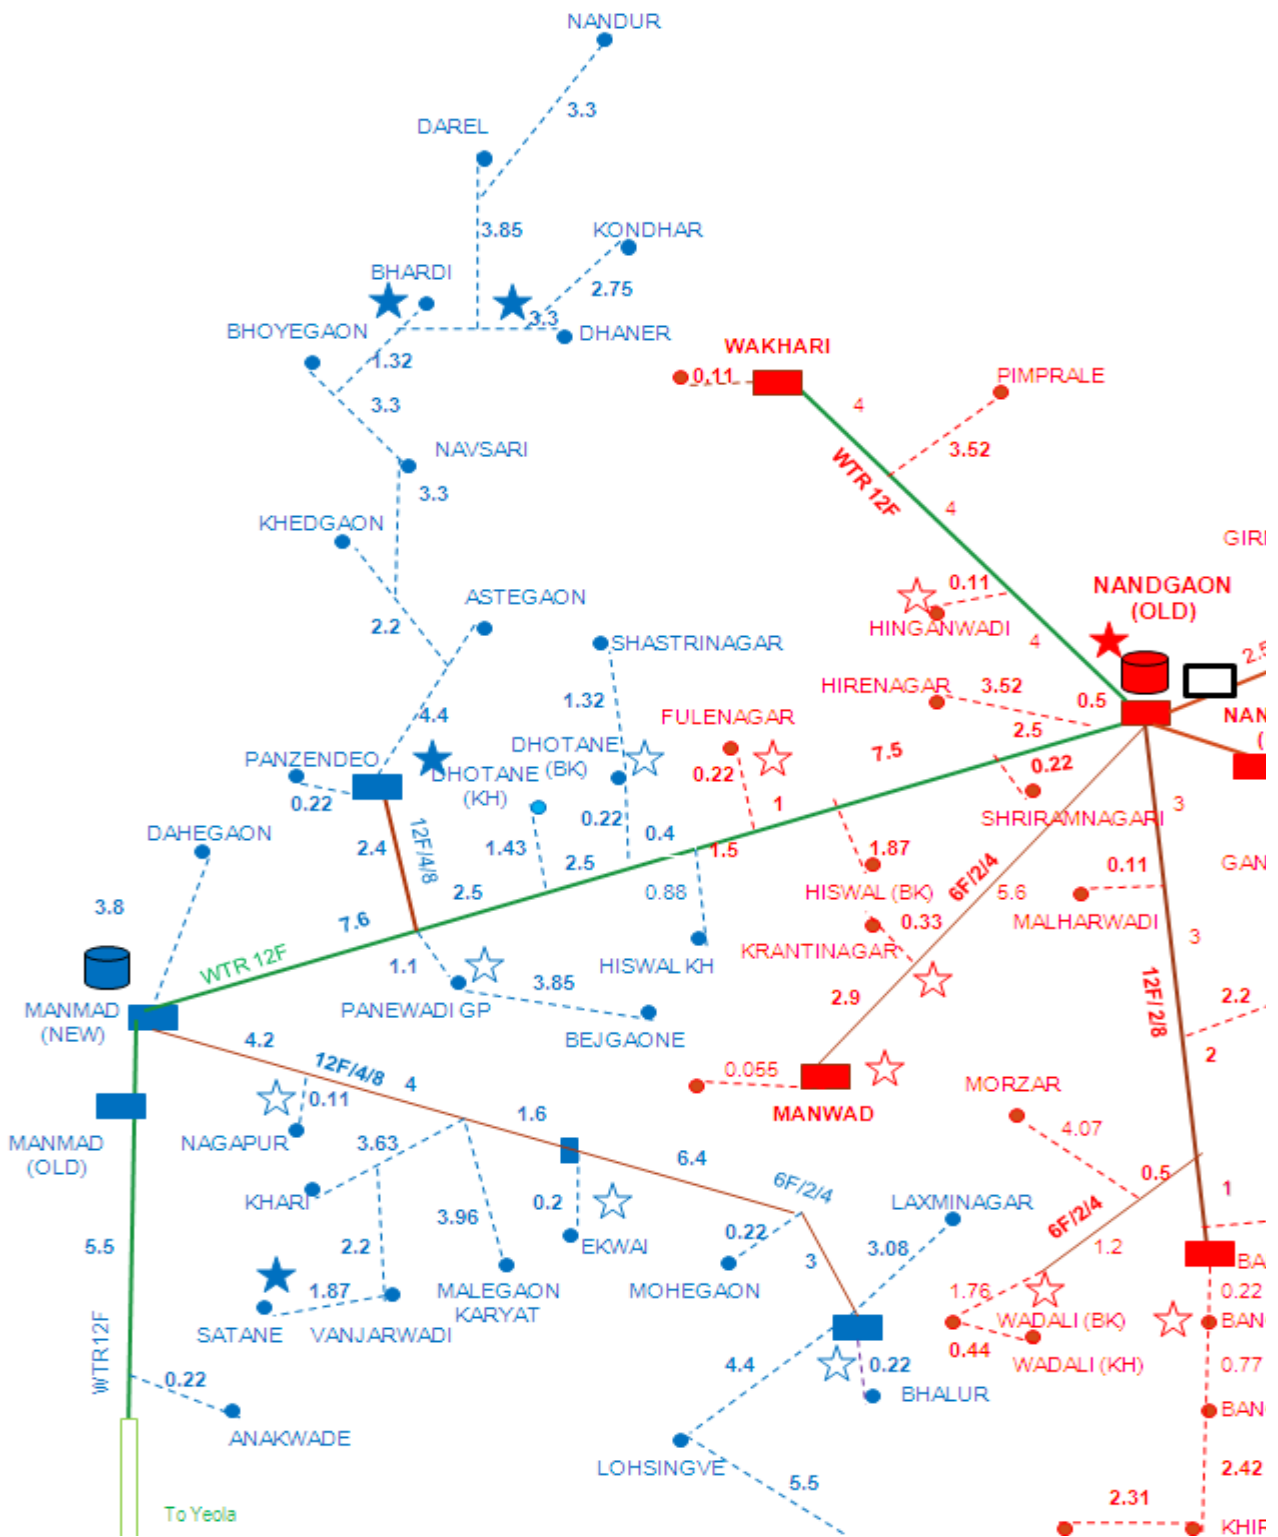 NANDUR
3.3
DAREL
3.85
KONDHAR
BHARDI
2.75
3.3
BHOYEGAON
DHANER
1.32
WAKHARI
0.11
PIMPRALE
3.3
4
NAVSARI
3.52
WTR 12F
3.3
4
KHEDGAON
GIRI
0.11
NANDGAON
(OLD)
ASTEGAON
HINGANWADI
2.2
SHASTRINAGAR
4
2.5
HIRENAGAR
3.52
0.5
1.32
4.4
FULENAGAR
2.5
NAN
(
DHOTANE
(BK)
7.5
PANZENDEO
DHOTANE
(KH)
0.22
0.22
0.22
1
3
SHRIRAMNAGARI
DAHEGAON
0.22
12F/4/8
2.4
1.43
0.4
1.5
1.87
2.5
0.11
GAN
HISWAL (BK)
6F/2/4
5.6
2.5
0.88
3.8
MALHARWADI
7.6
0.33
KRANTINAGAR
3
WTR 12F
1.1
HISWAL KH
2.9
3.85
MANMAD
(NEW)
PANEWADI GP
12F/ 2/8
2.2
BEJGAONE
4.2
12F/4/8
4
0.055
2
MORZAR
0.11
1.6
MANWAD
NAGAPUR
4.07
MANMAD
(OLD)
3.63
6.4
0.5
6F/2/4
KHARI
1
0.2
LAXMINAGAR
3.96
6F/2/4
0.22
5.5
EKWAI
3.08
1.2
2.2
3
BA
1.87
MALEGAON
KARYAT
MOHEGAON
1.76
0.22
SATANE
VANJARWADI
WADALI (BK)
BAN
0.44
WADALI (KH)
WTR12F
4.4
0.22
0.77
0.22
BHALUR
BAN
ANAKWADE
LOHSINGVE
2.42
5.5
2.31
To Yeola
KHIR